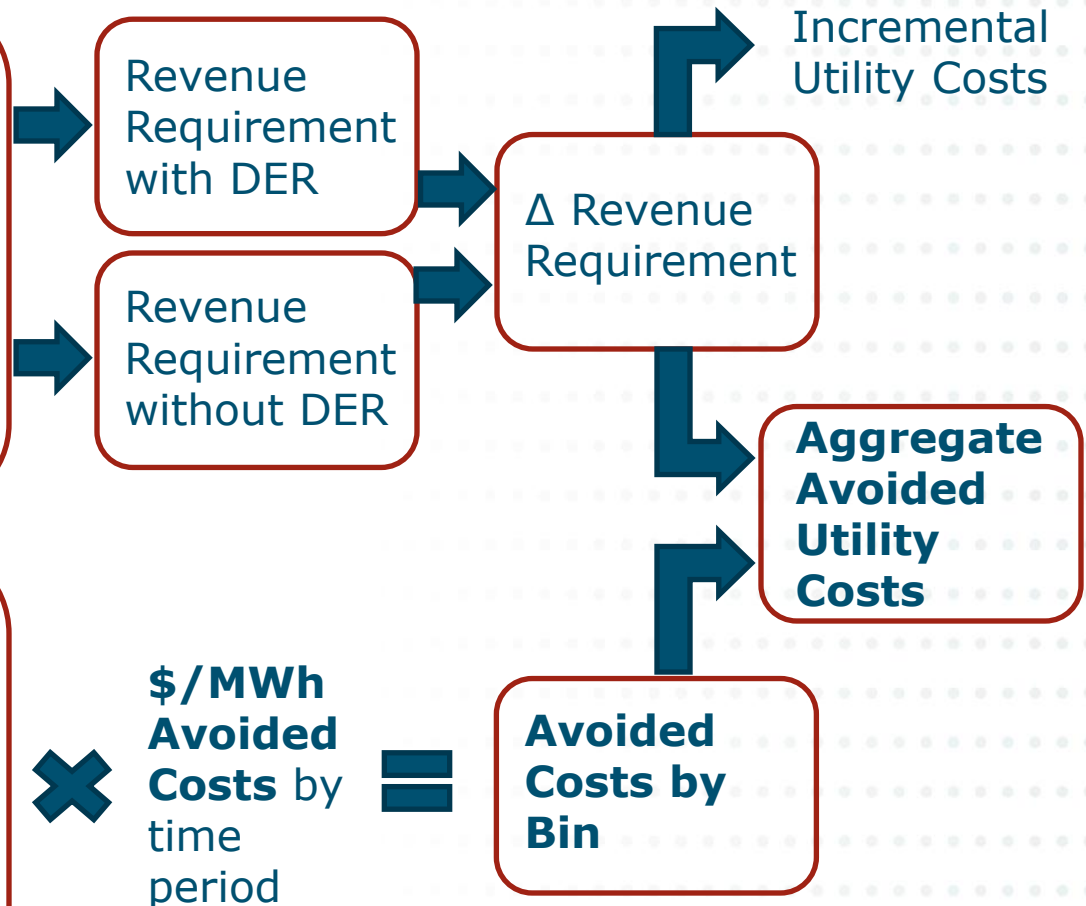 Incremental
Utility Costs
Revenue
Requirement
with DER
Δ Revenue
Requirement
Revenue
Requirement
without DER
Aggregate
Avoided
Utility
Costs
$/MWh
Avoided
Costs by
time
period
Avoided
Costs by
Bin